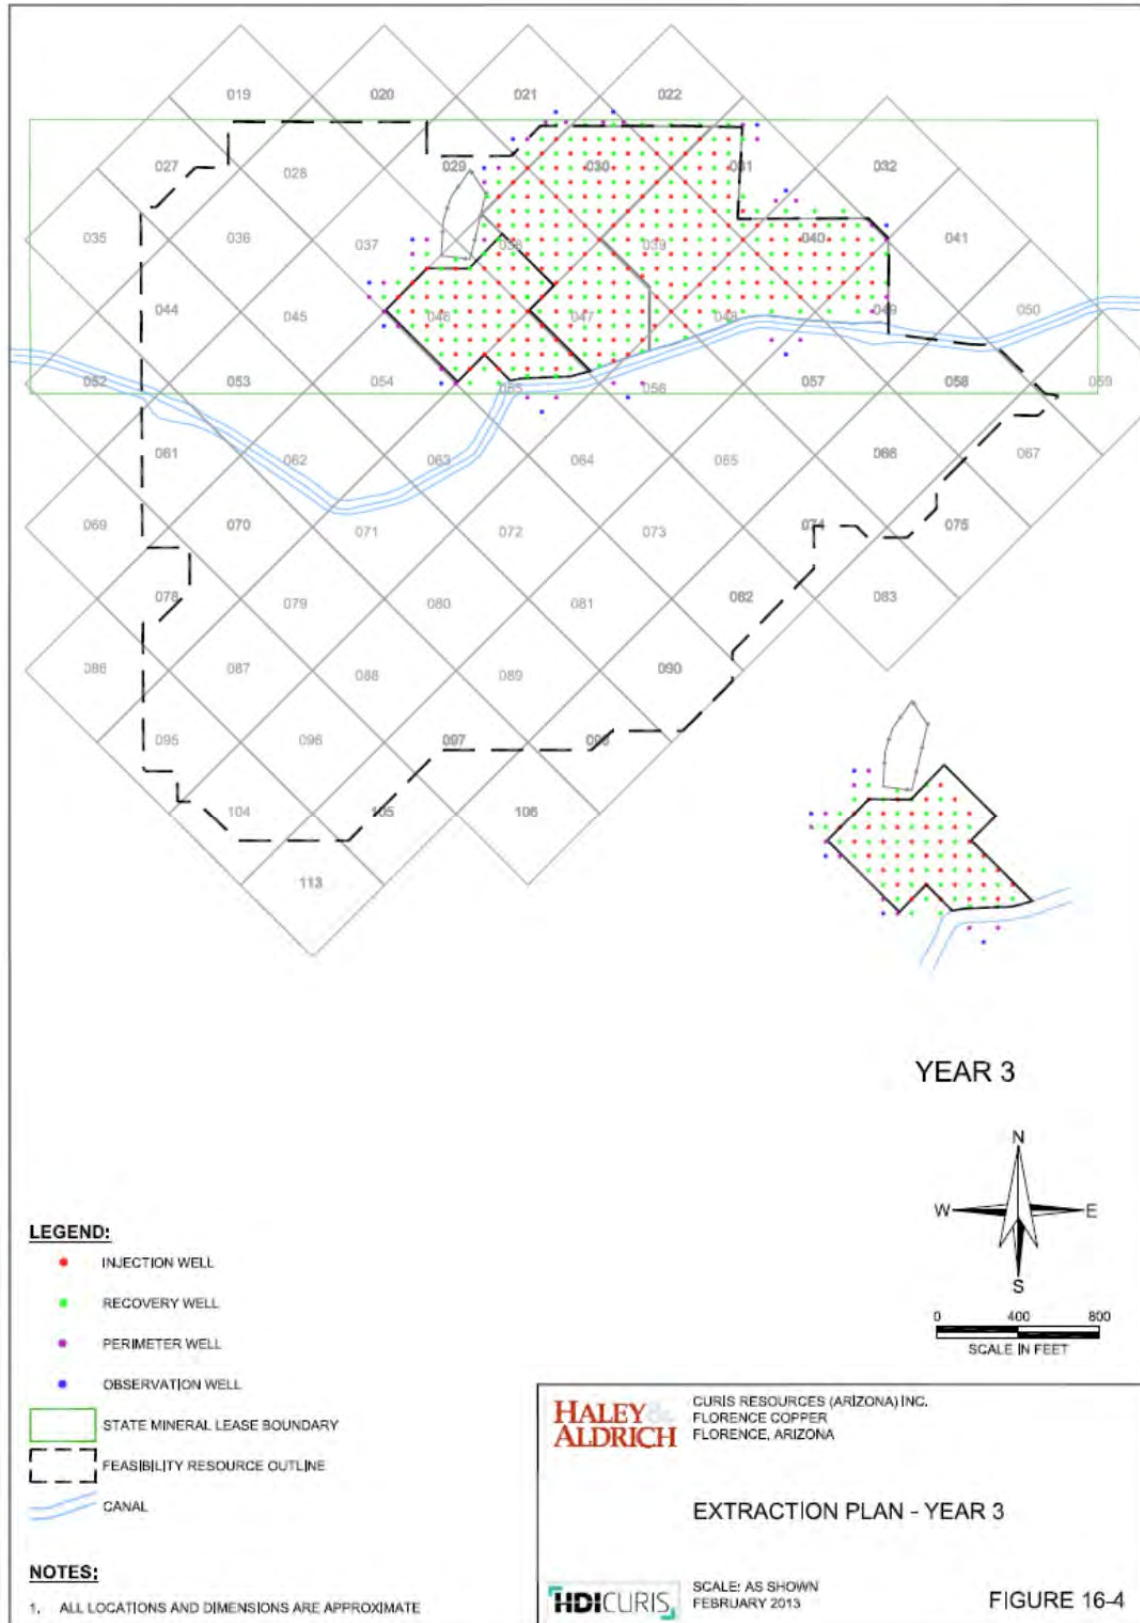 019
020
021
022
027
028
029
030
031
032
035
036
037
038
039
040
041
044
045
046
047
048
049
050
052
053
054
055
056
057
058
059
061
062
063
064
065
066
067
069
070
071
072
073
074
075
078
079
080
081
082
083
086
087
088
089
090
095
096
097
099
104
105
106
113
YEAR 3
N
W
E
S
0 400 800
SCALE IN FEET
LEGEND:
INJECTION WELL
RECOVERY WELL
PERIMETER WELL
OBSERVATION WELL
STATE MINERAL LEASE BOUNDARY
FEASIBILITY RESOURCE OUTLINE
CANAL
NOTES:
1. ALL LOCATIONS AND DIMENSIONS ARE APPROXIMATE
HALEY &
ALDRICH
CURIS RESOURCES (ARIZONA) INC.
FLORENCE COPPER
FLORENCE, ARIZONA
EXTRACTION PLAN - YEAR 3
HDICURIS
SCALE: AS SHOWN
FEBRUARY 2013
FIGURE 16-4